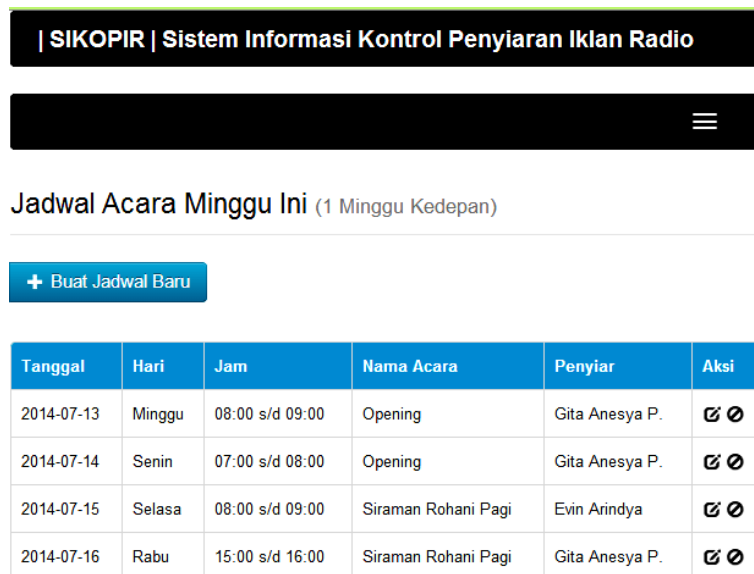 | SIKOPIR | Sistem Informasi Kontrol Penyiaran Iklan Radio
Jadwal Acara Minggu Ini (1 Minggu Kedepan)
+ Buat Jadwal Baru
Tanggal Hari Jam Nama Acara Penyiar Aksi
2014-07-13 Minggu 08:00 s/d 09:00 Opening Gita Anesya P.
2014-07-14 Senin 07:00 s/d 08:00 Opening Gita Anesya P.
2014-07-15 Selasa 08:00 s/d 09:00 Siraman Rohani Pagi Evin Arindya
2014-07-16 Rabu 15:00 s/d 16:00 Siraman Rohani Pagi Gita Anesya P.